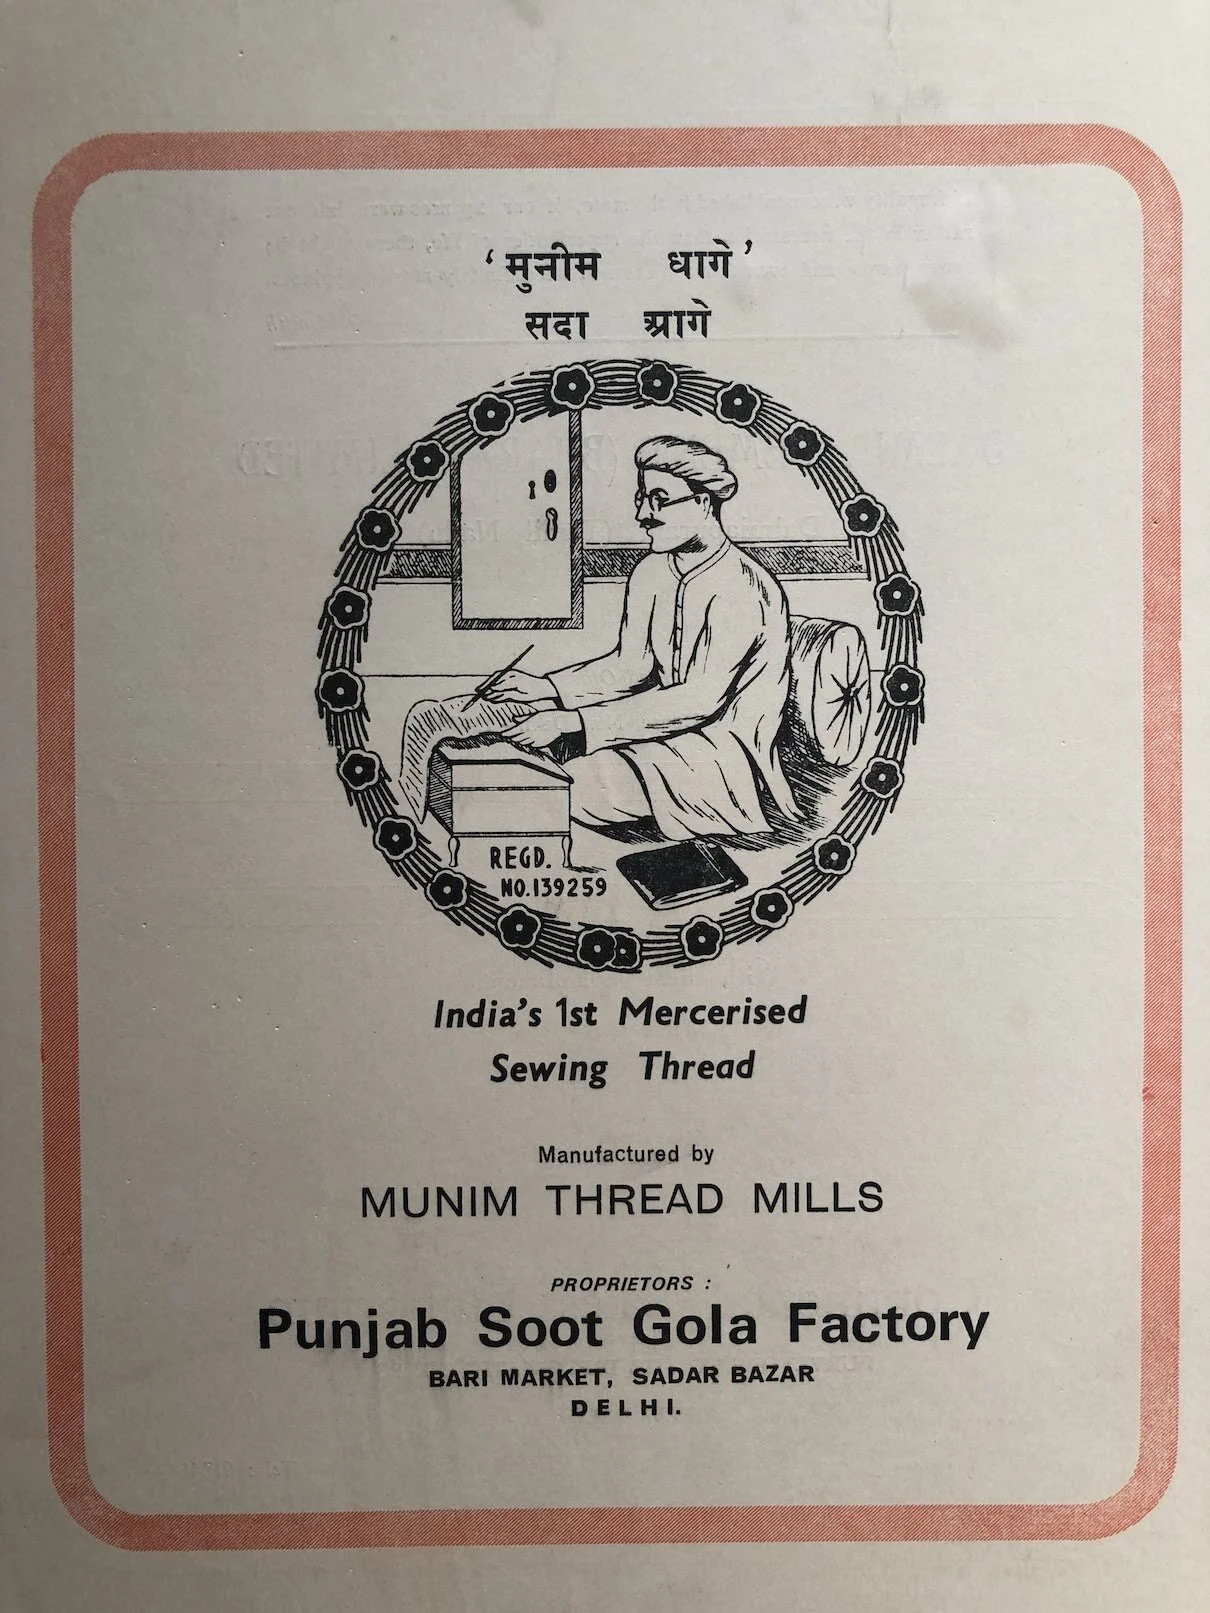 ‘मुनीम धागे’
सदा आगे
REGD.
NO.139259
India's 1st Mercerised
Sewing Thread
Manufactured by
MUNIM THREAD MILLS
PROPRIETORS :
Punjab Soot Gola Factory
BARI MARKET, SADAR BAZAR
DELHI.